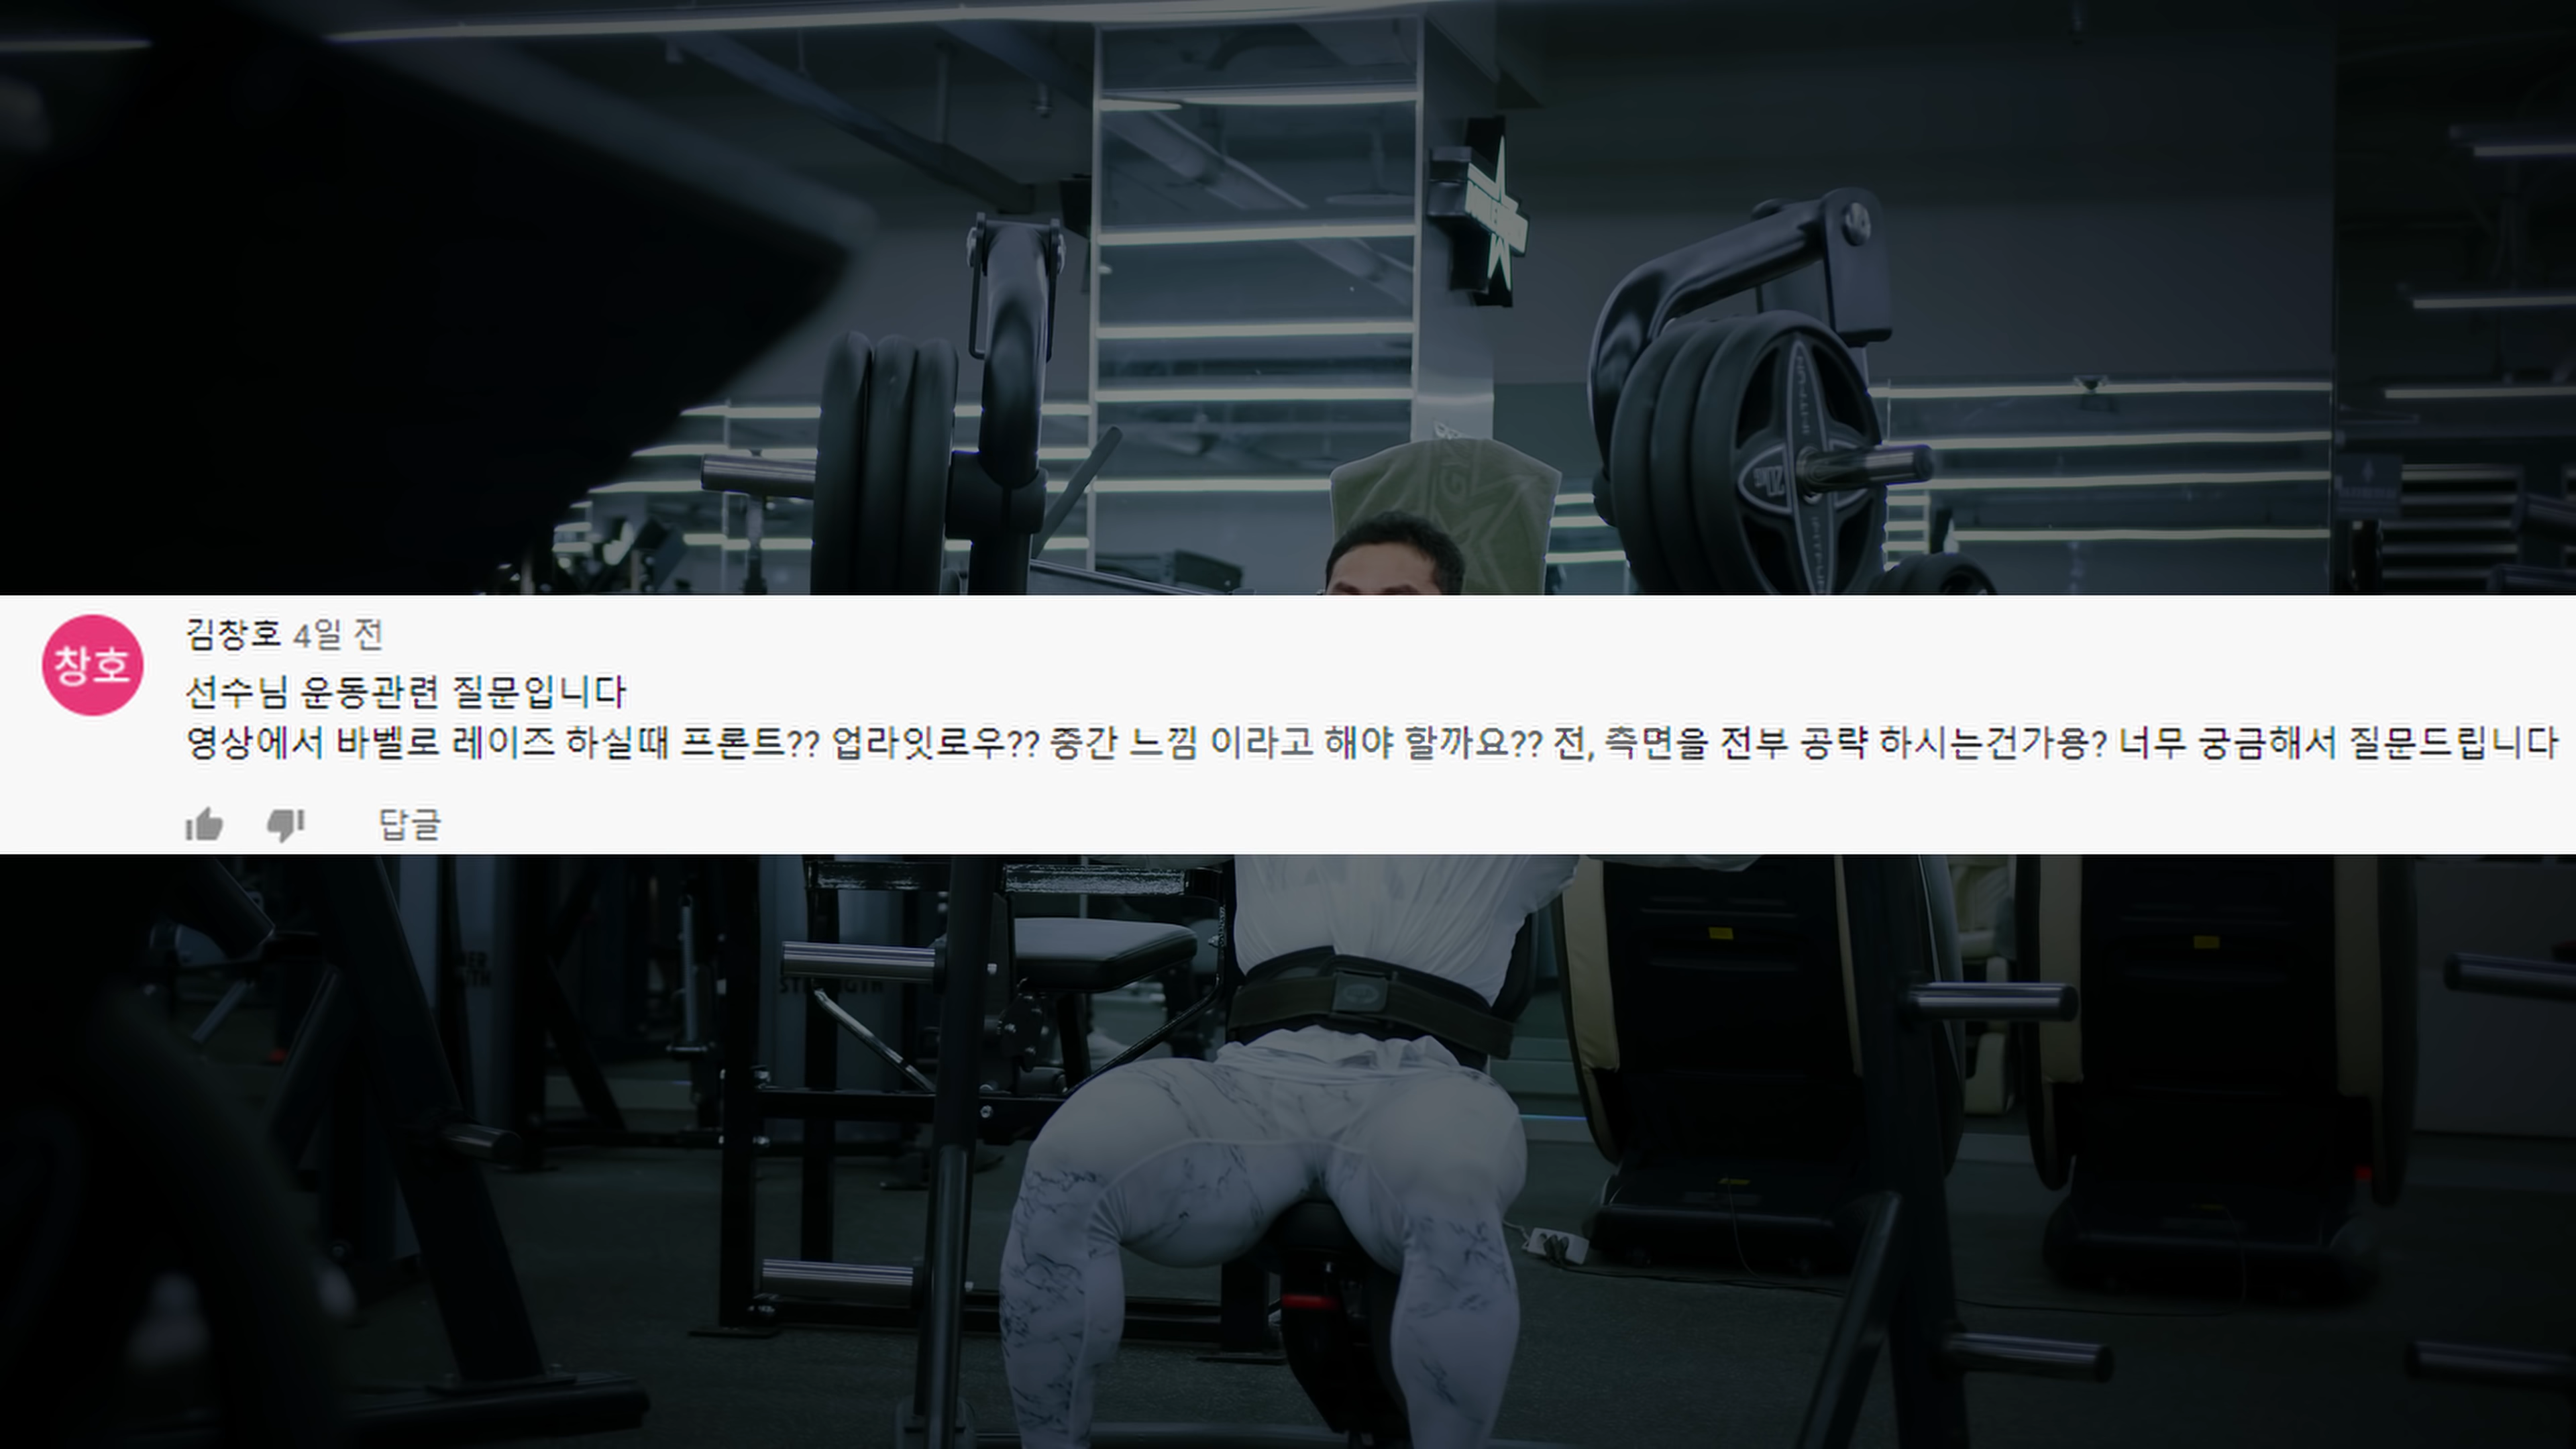 창호
김창호 4일 전
선수님 운동관련 질문입니다
영상에서 바벨로 레이즈 하실때 프론트?? 업라잇로우?? 중간 느낌 이라고 해야 할까요?? 전, 측면을 전부 공략 하시는건가용? 너무 궁금해서 질문드립니다
답글